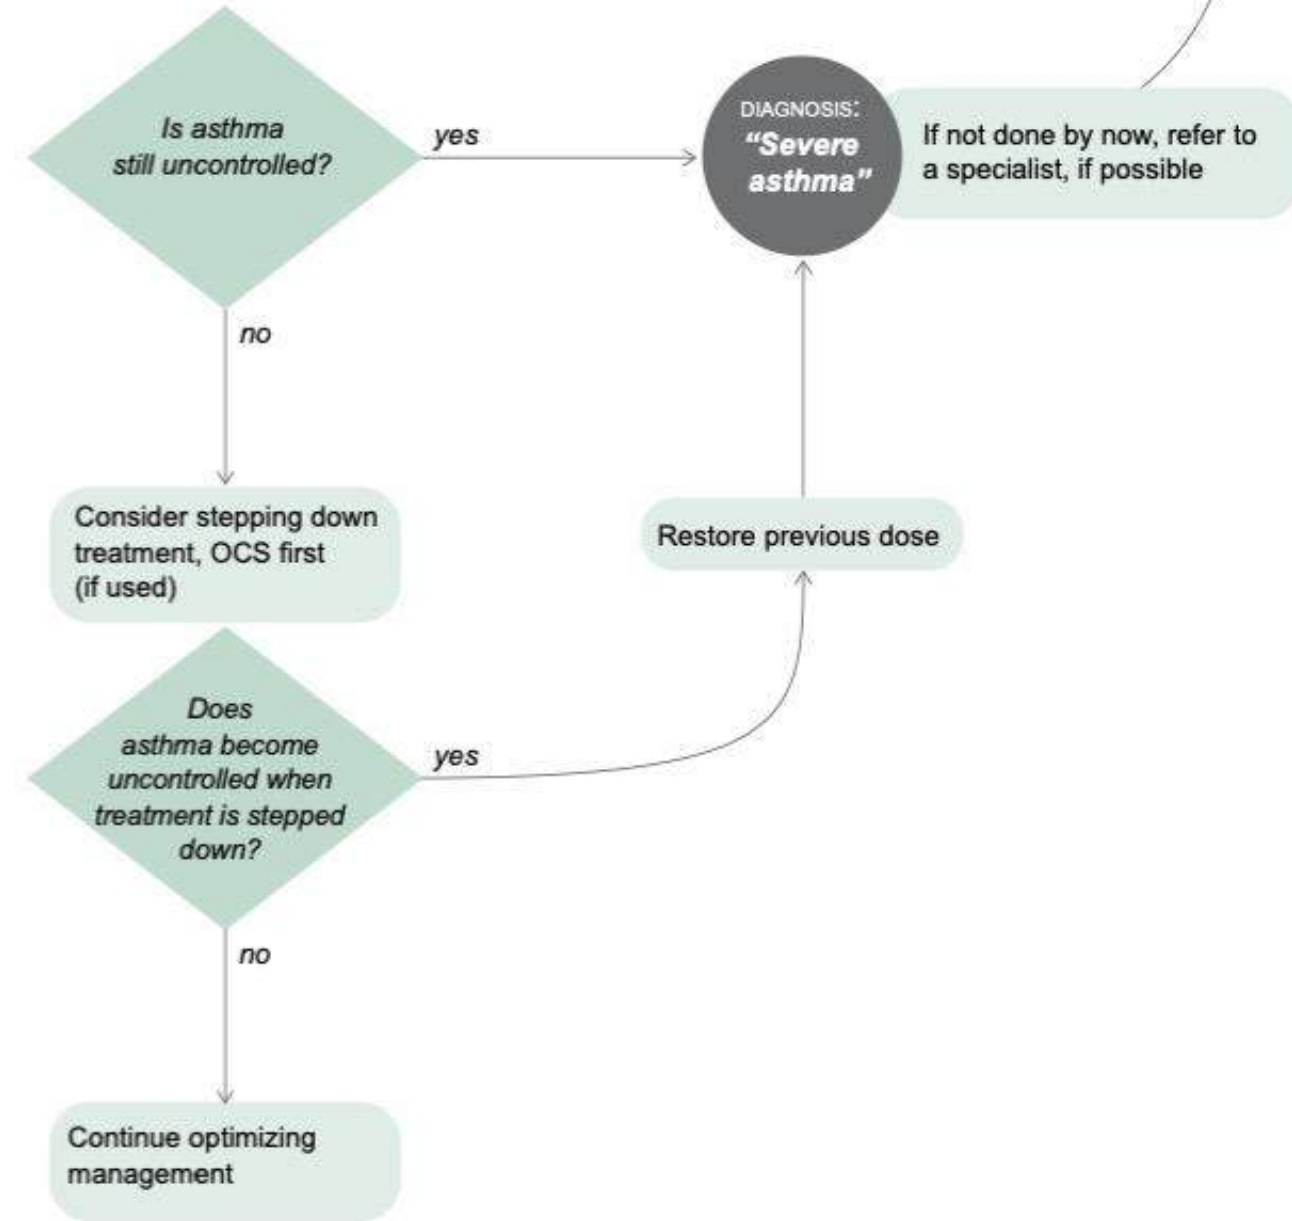 Is asthma
still uncontrolled?
yes
DIAGNOSIS:
“Severe
asthma”
If not done by now, refer to
a specialist, if possible
no
Consider stepping down
treatment, OCS first
(if used)
Restore previous dose
Does
asthma become
uncontrolled when
treatment is stepped
down?
yes
no
Continue optimizing
management